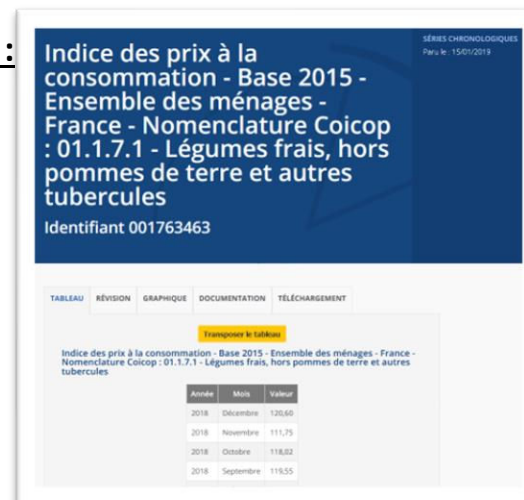 :
Indice des prix à la
consommation - Base 2015 -
Ensemble des ménages -
France - Nomenclature Coicop
: 01.1.7.1 - Légumes frais, hors
pommes de terre et autres
tubercules
Identifiant 001763463
SÉRIES CHRONOLOGIQUES
Paru le : 15/01/2019
TABLEAU RÉVISION GRAPHIQUE DOCUMENTATION TÉLÉCHARGEMENT
Transposer le tableau
Indice des prix à la consommation - Base 2015 - Ensemble des ménages - France -
Nomenclature Coicop : 01.1.7.1 - Légumes frais, hors pommes de terre et autres
tubercules
Année Mois Valeur
2018 Décembre 120,60
2018 Novembre 111,75
2018 Octobre 118,02
2018 Septembre 119,55